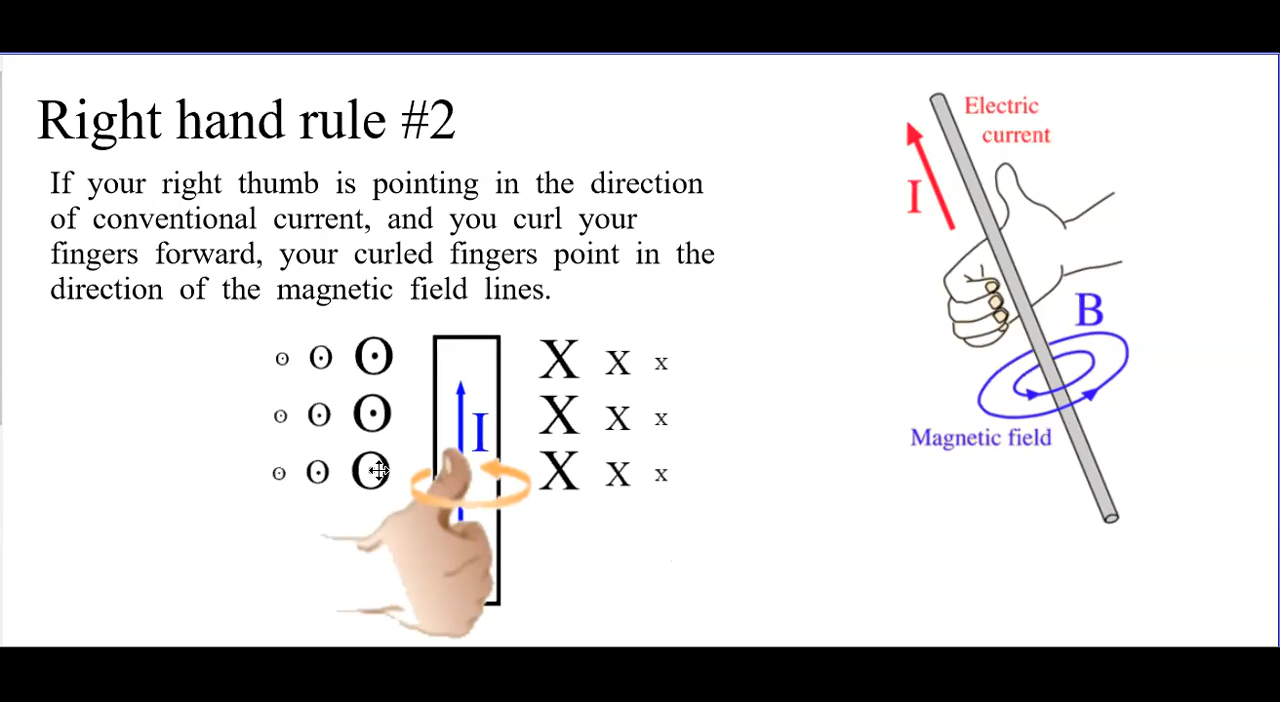 Right hand rule #2
If your right thumb is pointing in the direction
of conventional current, and you curl your
fingers forward, your curled fingers point in the
direction of the magnetic field lines.
ʘ ʘ ʘ X X x
ʘ ʘ ʘ X X x
ʘ ʘ ʘ X X x
I
Electric
current
I
B
Magnetic field